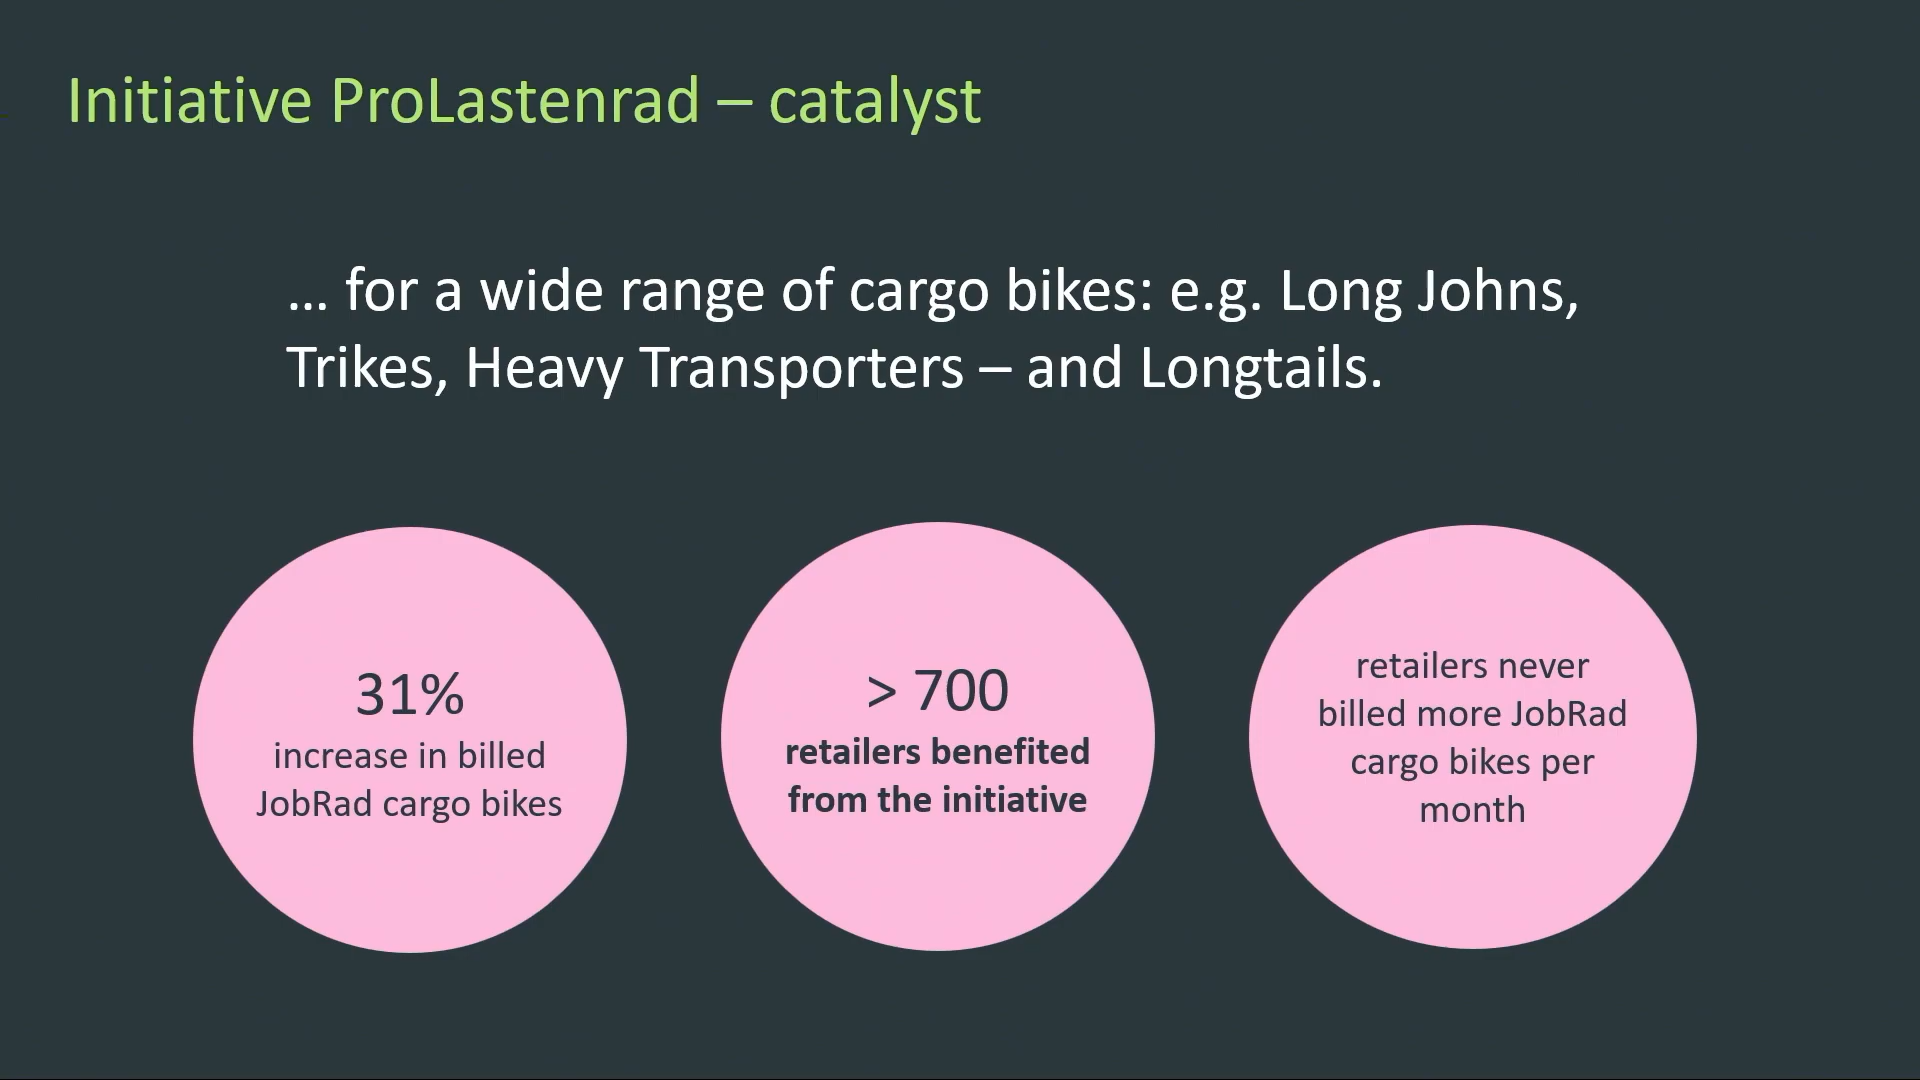 Initiative ProLastenrad – catalyst
... for a wide range of cargo bikes: e.g. Long Johns,
Trikes, Heavy Transporters – and Longtails.
31%
increase in billed
JobRad cargo bikes
> 700
retailers benefited
from the initiative
retailers never
billed more JobRad
cargo bikes per
month